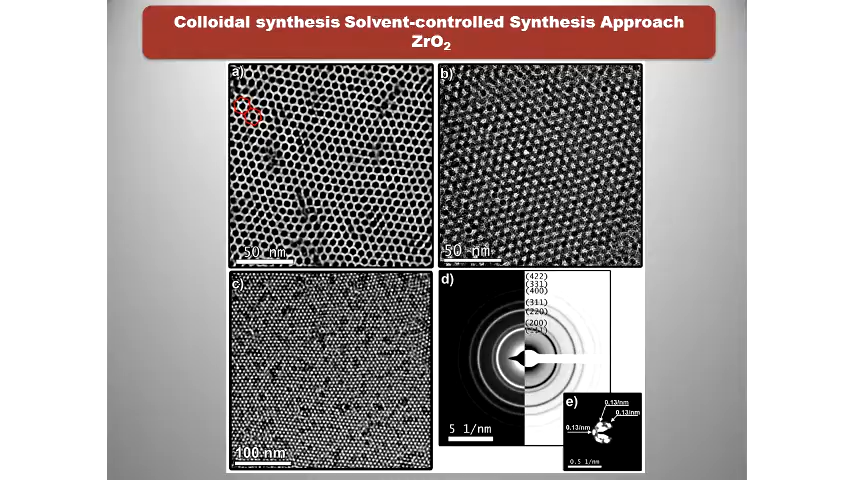 Colloidal synthesis Solvent-controlled Synthesis Approach
ZrO₂
a)
50 nm
b)
50 nm
c)
100 nm
d)
(422)
(331)
(400)
(311)
(220)
(200)
5 1/nm
e)
0.13/nm
0.13/nm
0.13/nm
0.5 1/nm